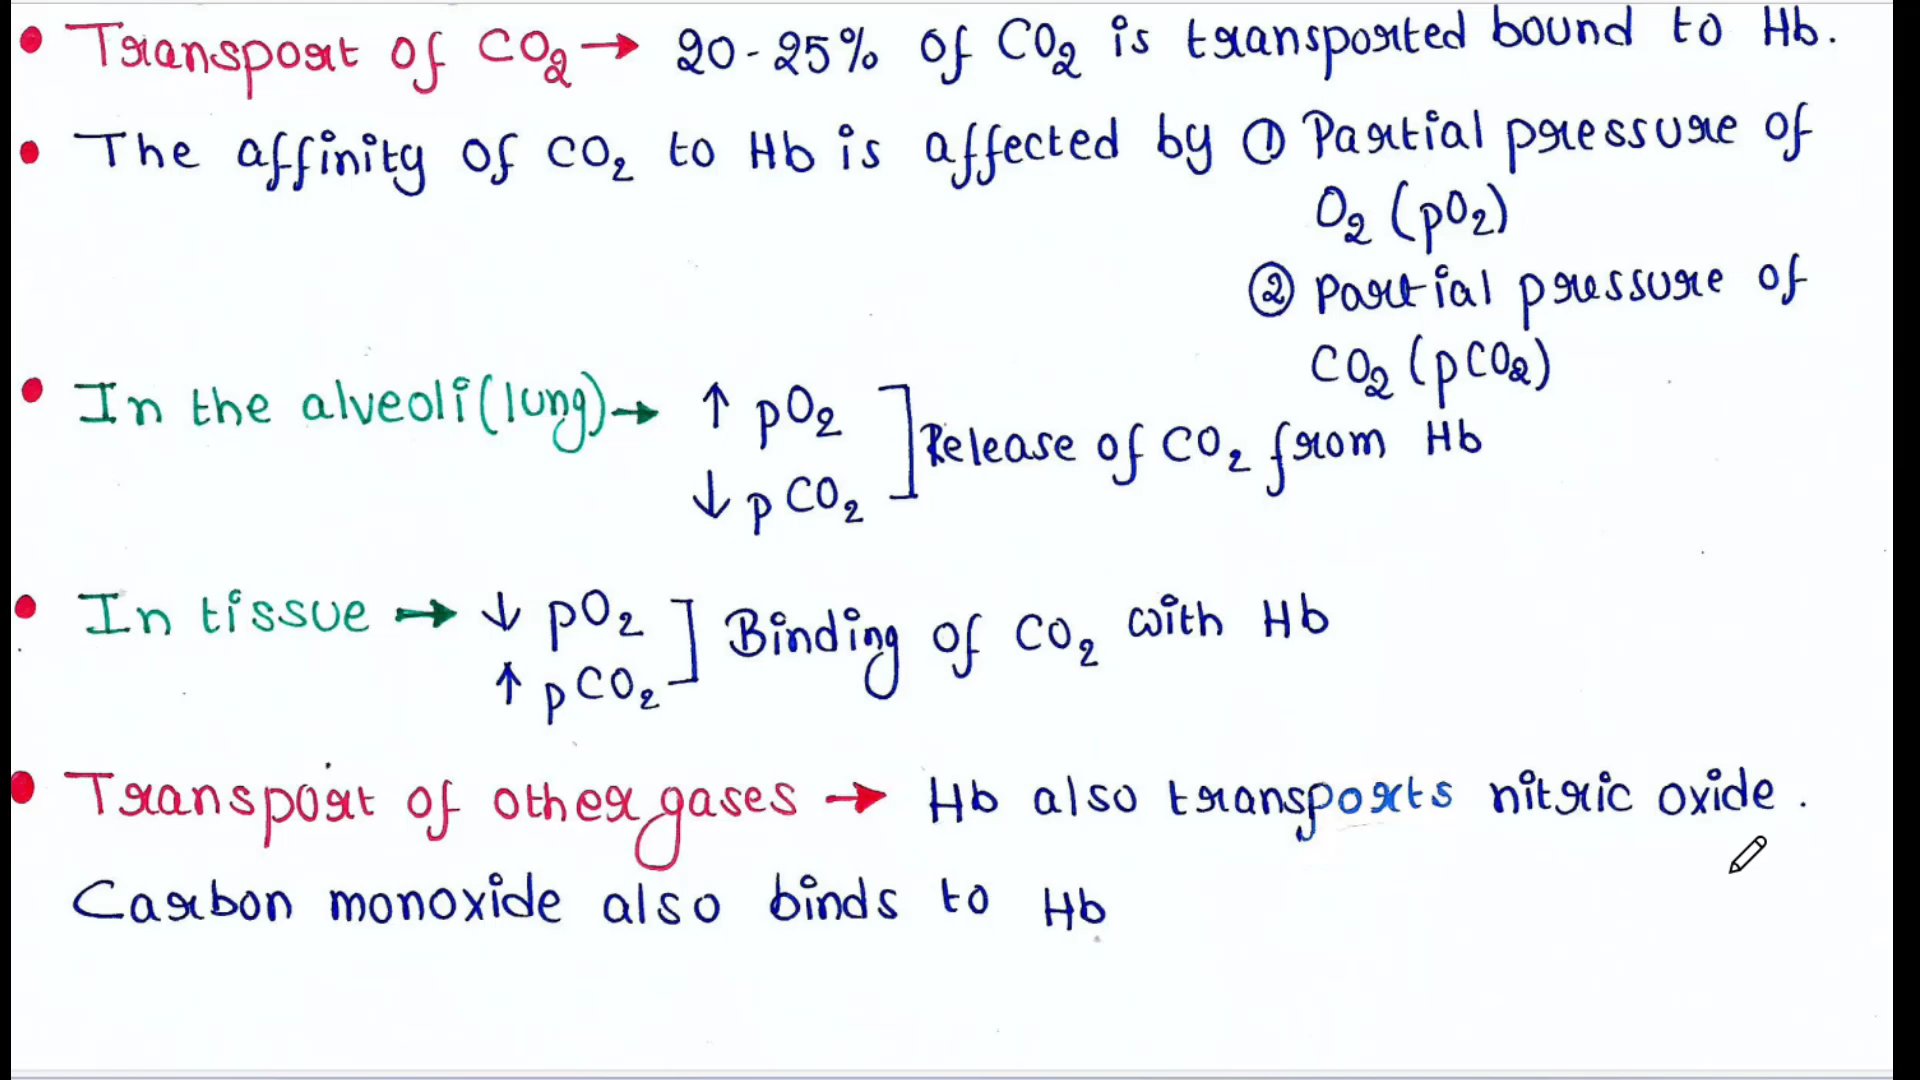 • Transport of CO₂ → 20-25% of CO₂ is transported bound to Hb.
• The affinity of CO₂ to Hb is affected by ① Partial pressure of
O₂ (pO₂)
② Partial pressure of
CO₂ (pCO₂)
• In the alveoli (lung) → ↑ pO₂
↓ pCO₂
Release of CO₂ from Hb
• In tissue → ↓ pO₂
↑ pCO₂
Binding of CO₂ with Hb
• Transport of other gases → Hb also transports nitric oxide.
Carbon monoxide also binds to Hb